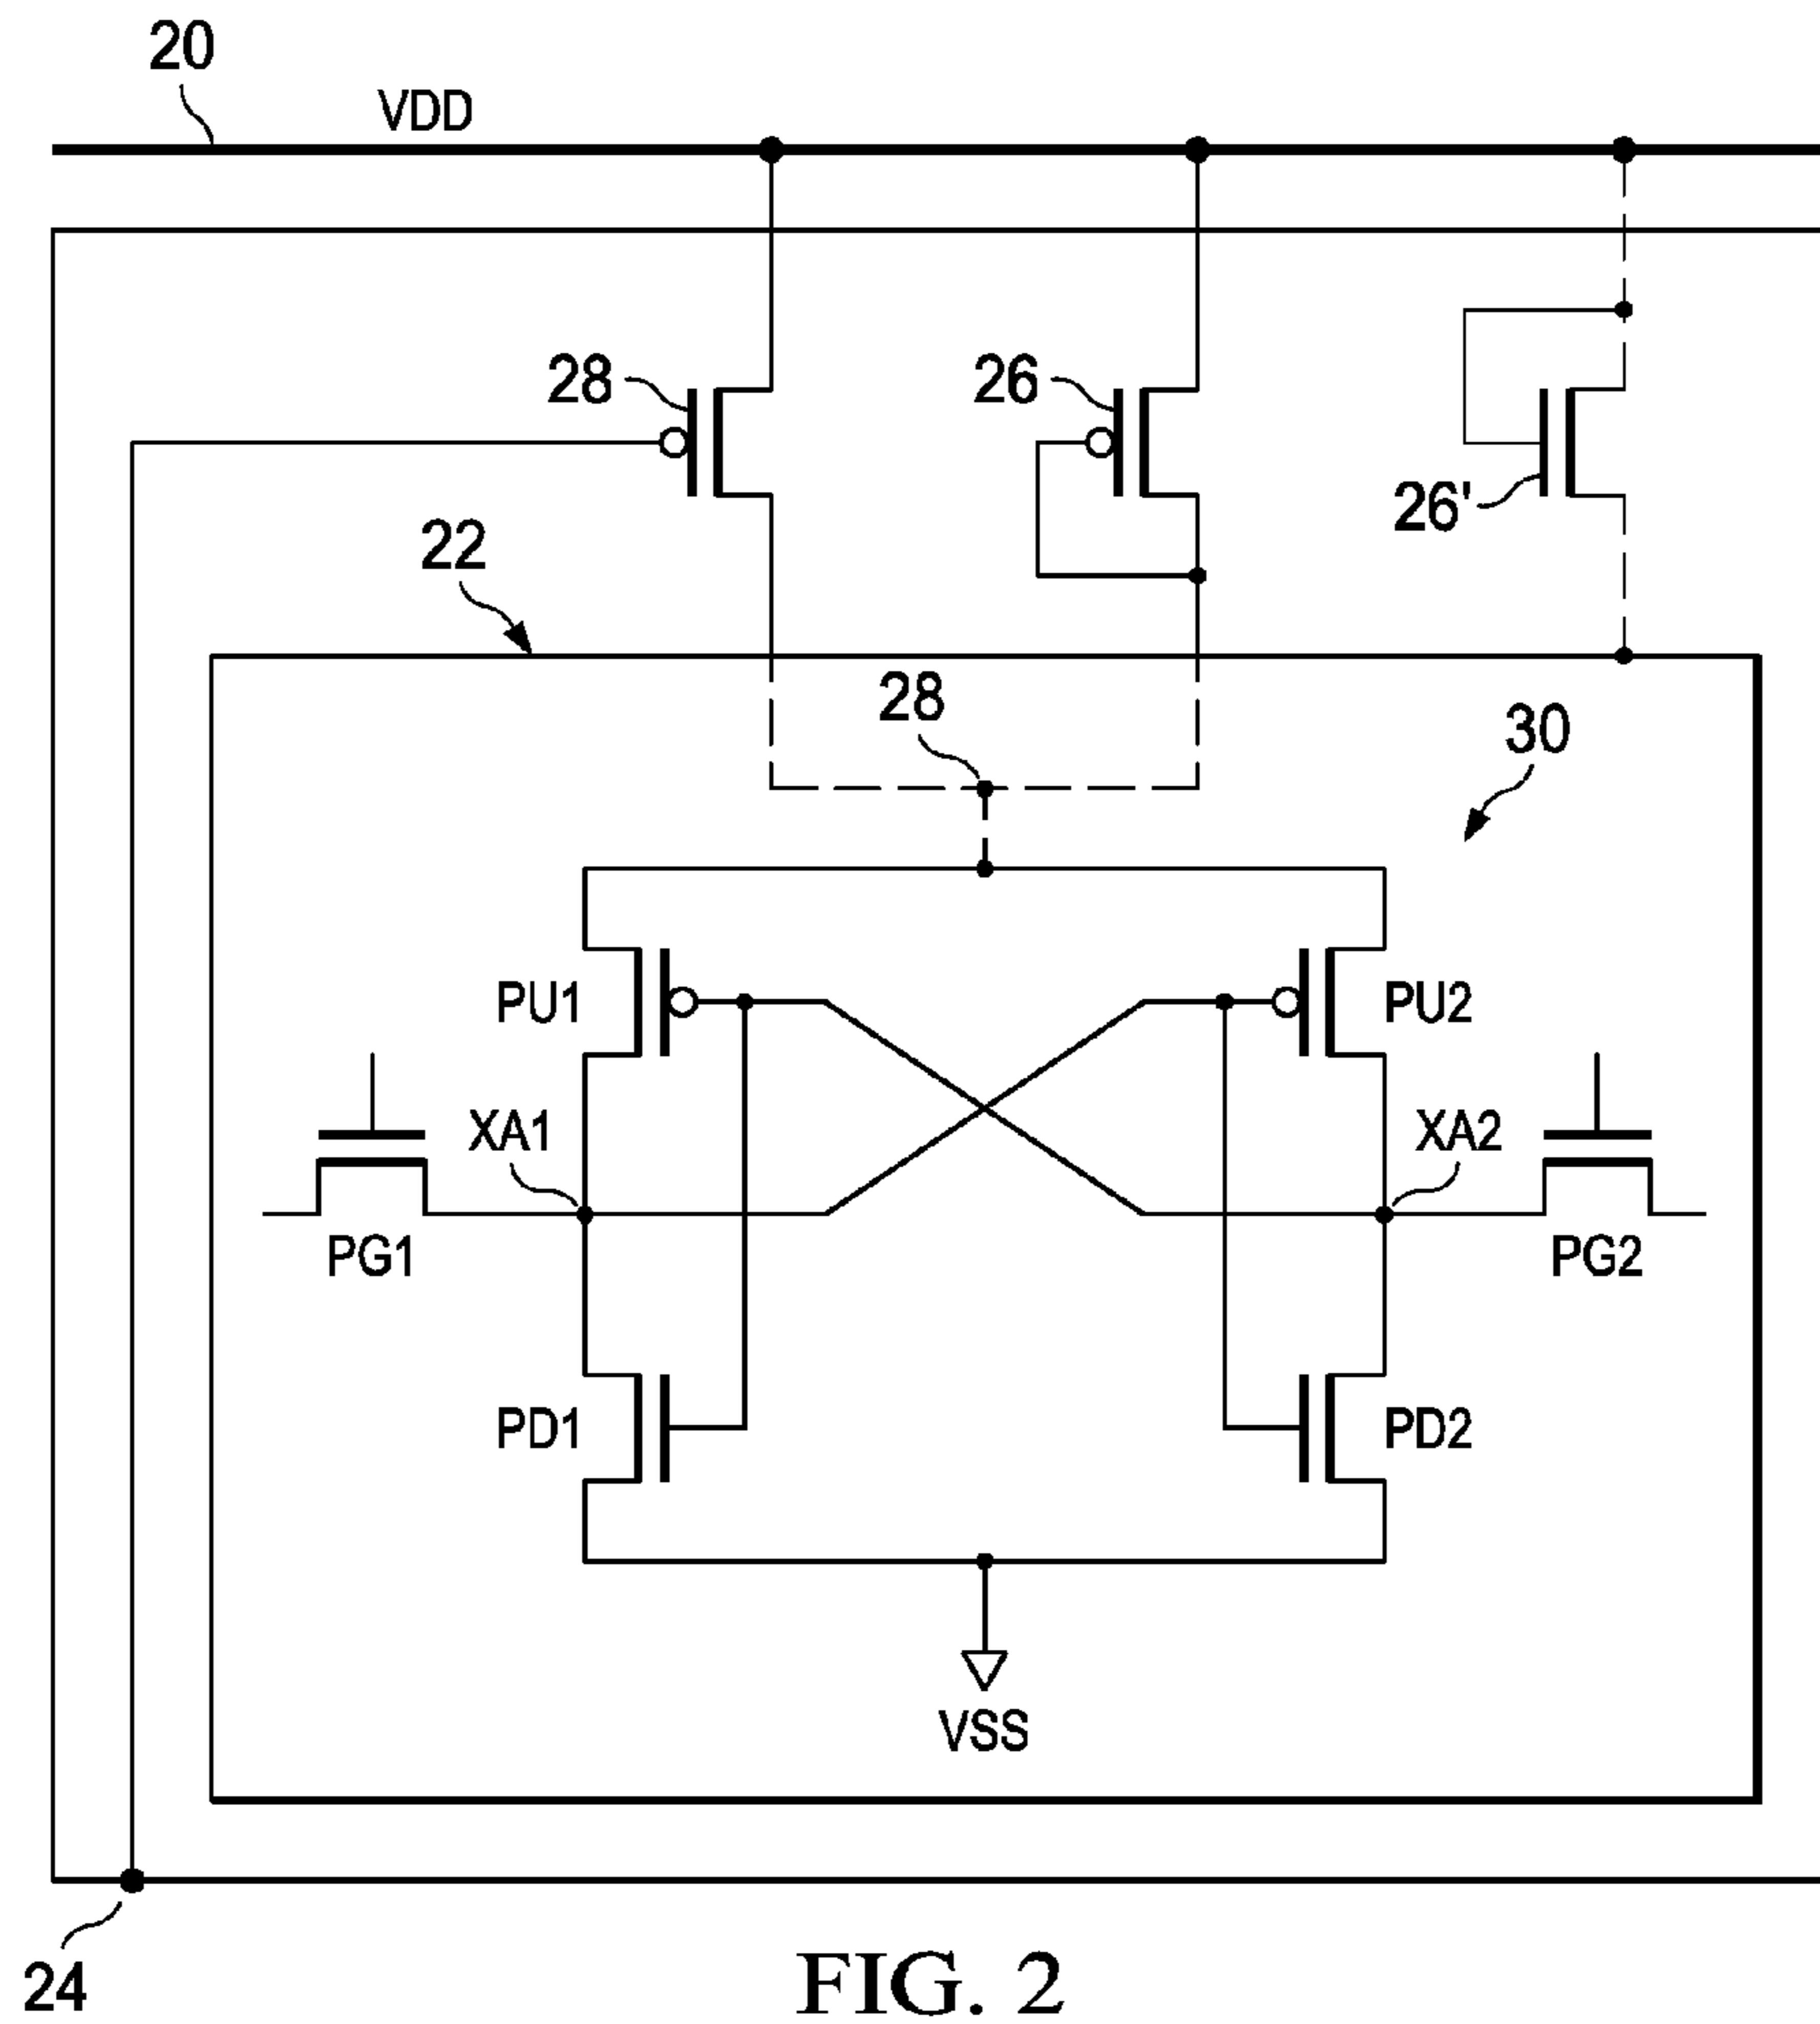 20
VDD
28
26
26'
22
28
30
PU1
PU2
XA1
XA2
PG1
PG2
PD1
PD2
VSS
24
FIG. 2